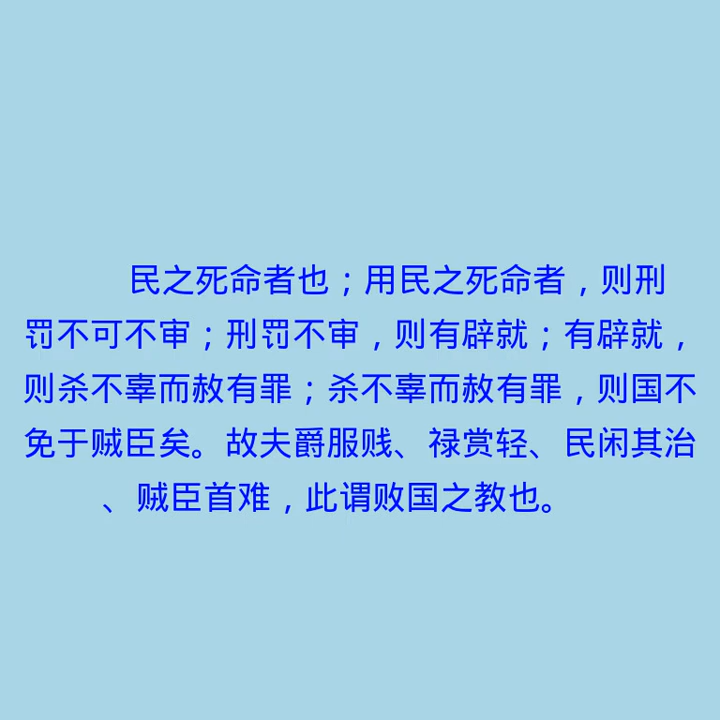 民之死命者也；用民之死命者，则刑
罚不可不审；刑罚不审，则有辟就；有辟就，
则杀不辜而赦有罪；杀不辜而赦有罪，则国不
免于贼臣矣。故夫爵服贱、禄赏轻、民闲其治
、贼臣首难，此谓败国之教也。